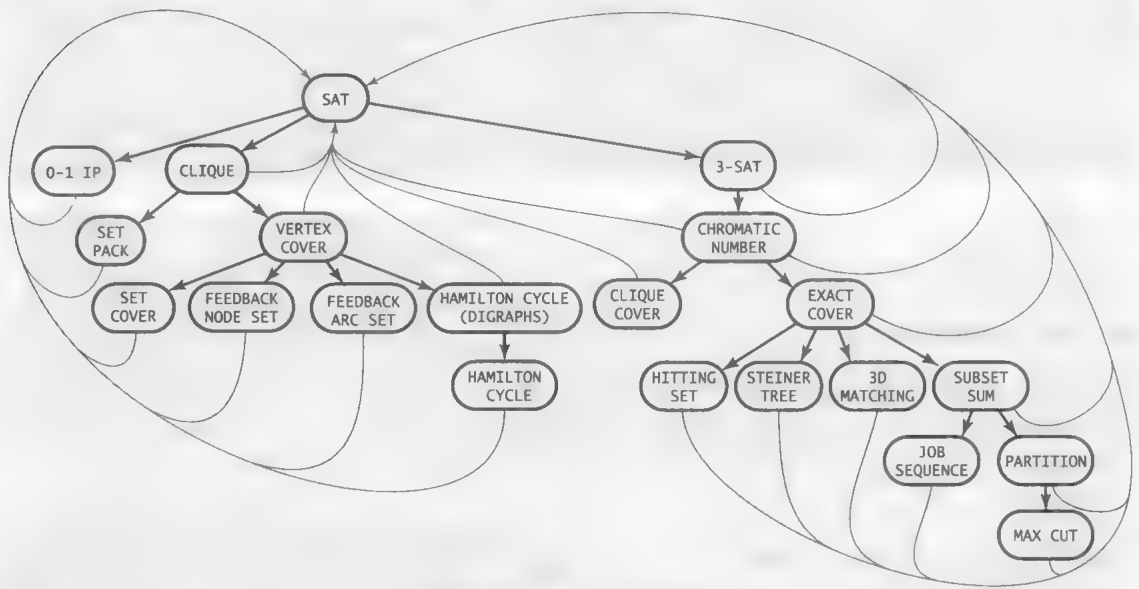 SAT
0-1 IP
CLIQUE
3-SAT
SET
PACK
VERTEX
COVER
CHROMATIC
NUMBER
SET
COVER
FEEDBACK
NODE SET
FEEDBACK
ARC SET
HAMILTON CYCLE
(DIGRAPHS)
CLIQUE
COVER
EXACT
COVER
HAMILTON
CYCLE
HITTING
SET
STEINER
TREE
3D
MATCHING
SUBSET
SUM
JOB
SEQUENCE
PARTITION
MAX CUT